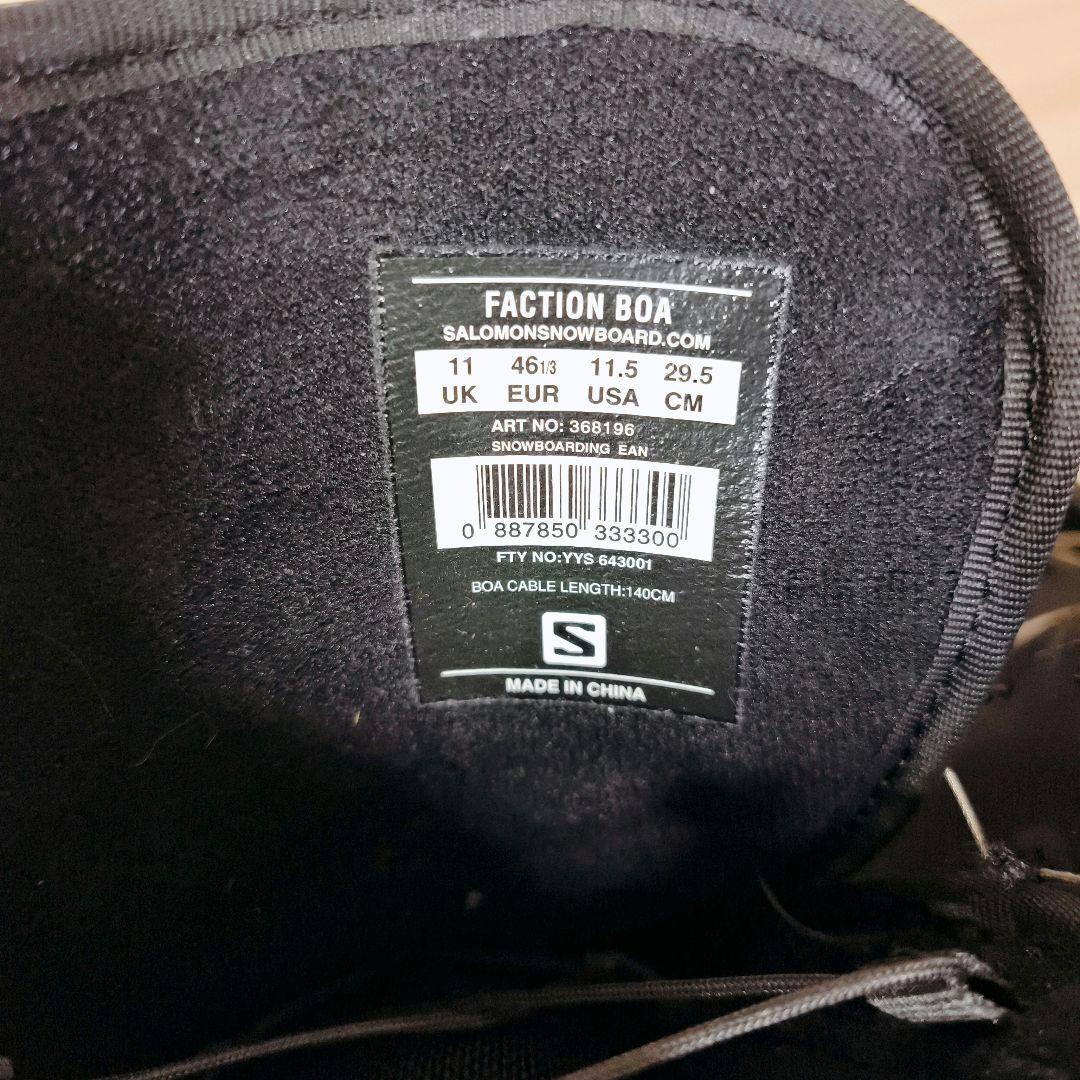 FACTION BOA
SALOMONSNOWBOARD.COM
11 46 1/3 11.5 29.5
UK EUR USA CM
ART NO: 368196
SNOWBOARDING EAN
0 887850 333300
FTY NO:YYS 643001
BOA CABLE LENGTH:140CM
S
MADE IN CHINA